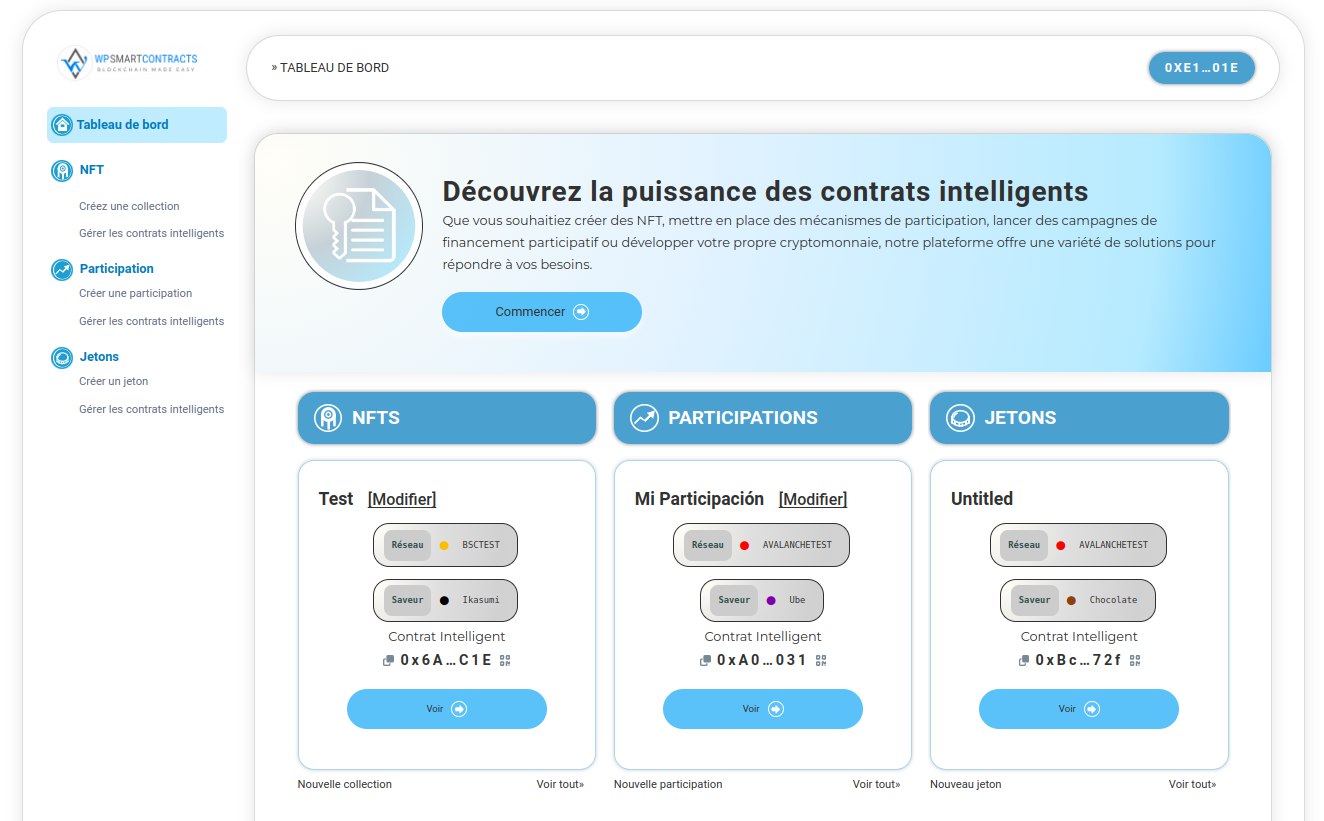 WPSMARTCONTRACTS
BLOCKCHAIN MADE EASY
» TABLEAU DE BORD
0XE1...01E
Tableau de bord
NFT
Créez une collection
Gérer les contrats intelligents
Participation
Créer une participation
Gérer les contrats intelligents
Jetons
Créer un jeton
Gérer les contrats intelligents
Découvrez la puissance des contrats intelligents
Que vous souhaitiez créer des NFT, mettre en place des mécanismes de participation, lancer des campagnes de
financement participatif ou développer votre propre cryptomonnaie, notre plateforme offre une variété de solutions pour
répondre à vos besoins.
Commencer
NFTS
Test [Modifier]
Réseau BSCTEST
Saveur Ikasumi
Contrat Intelligent
0x6A...C1E
Voir
Nouvelle collection Voir tout»
PARTICIPATIONS
Mi Participación [Modifier]
Réseau AVALANCHETEST
Saveur Ube
Contrat Intelligent
0xA0...031
Voir
Nouvelle participation Voir tout»
JETONS
Untitled
Réseau AVALANCHETEST
Saveur Chocolate
Contrat Intelligent
0xBc...72f
Voir
Nouveau jeton Voir tout»